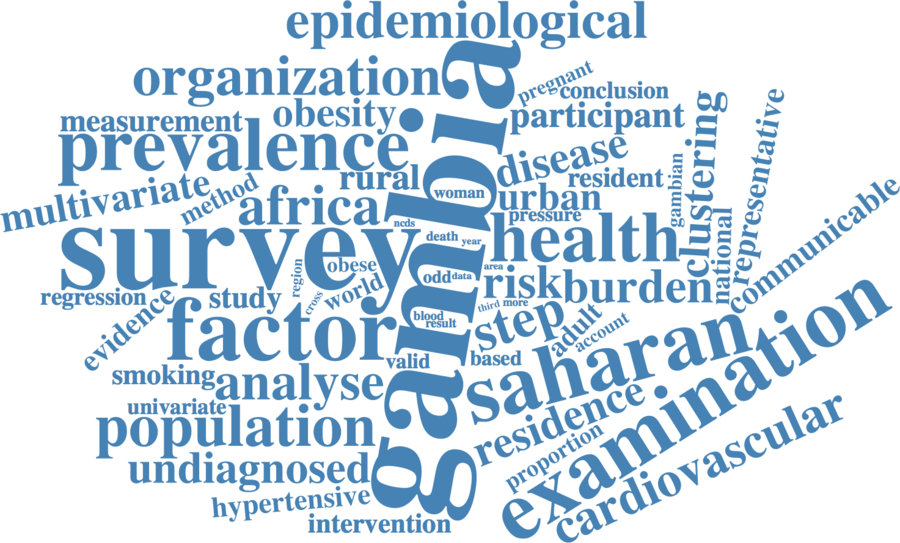 epidemiological
organization
gambia
pregnant
conclusion
measurement
obesity
participant
prevalence
disease
clustering
representative
multivariate
method
rural
woman
urban
resident
gambian
africa
ncds
pressure
survey
death
year
health
national
communicable
region
obese
odd
data
area
risk
burden
regression
study
cross
world
third
more
evidence
factor
blood
result
step
adult
account
valid
based
saharan
smoking
analyse
examination
univariate
population
residence
cardiovascular
undiagnosed
proportion
hypertensive
intervention